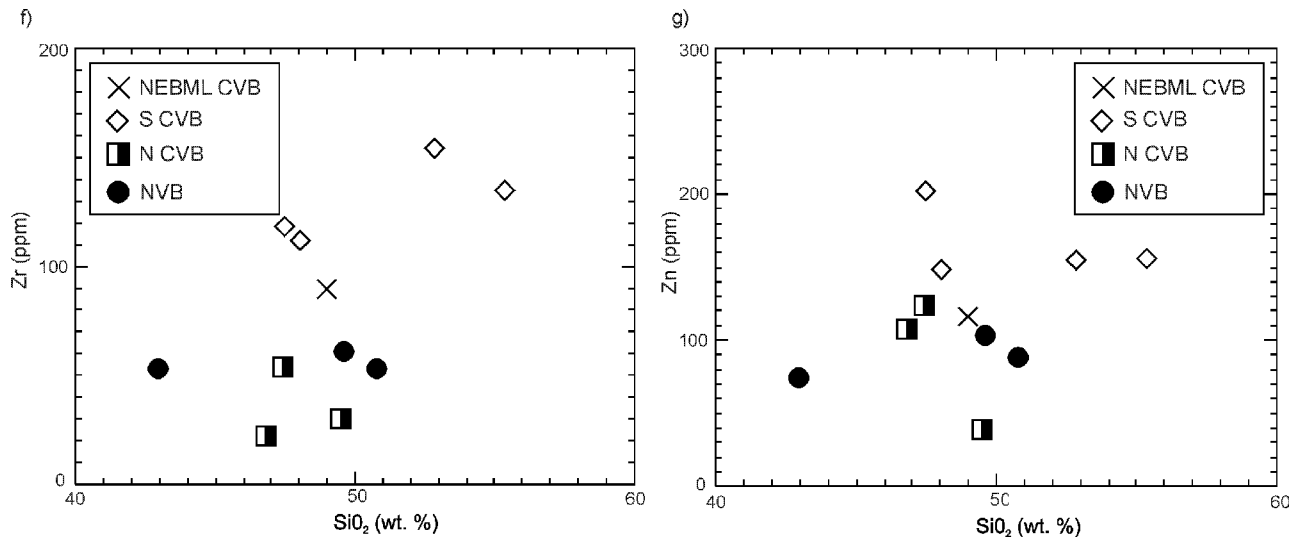 f)
200
NEBML CVB
S CVB
N CVB
NVB
Zr (ppm)
100
0
40
50
60
Si0₂ (wt. %)
g)
300
NEBML CVB
S CVB
N CVB
NVB
200
Zn (ppm)
100
0
40
50
60
Si0₂ (wt. %)